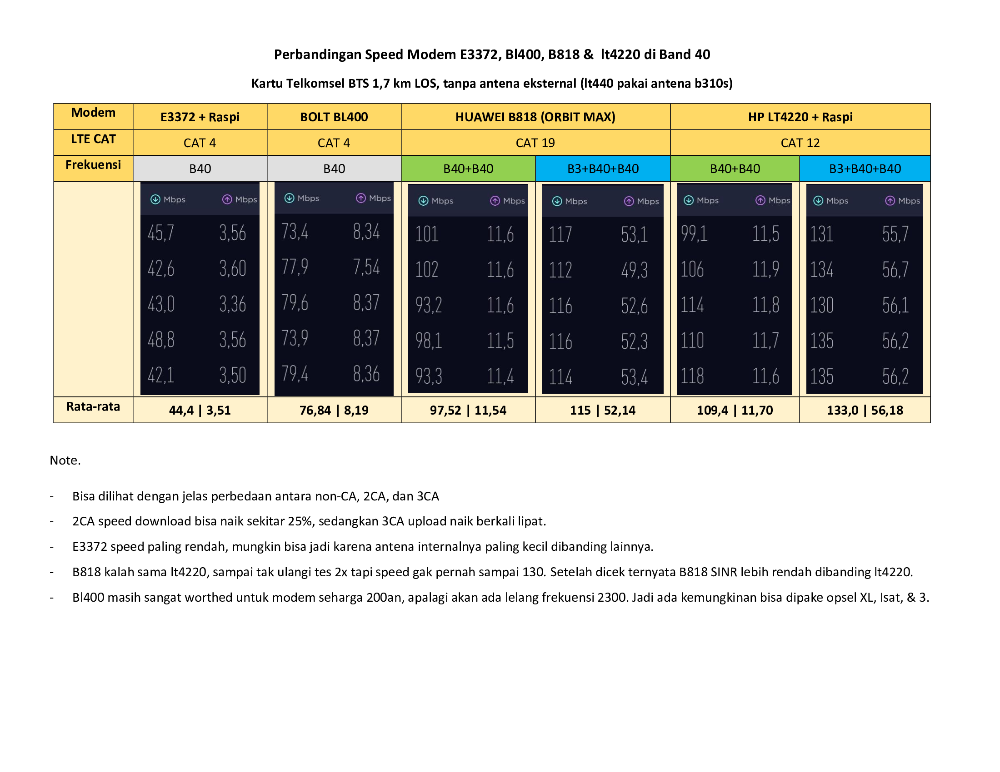 Perbandingan Speed Modem E3372, Bl400, B818 &  lt4220 di Band 40
Kartu Telkomsel BTS 1,7 km LOS, tanpa antena eksternal (lt440 pakai antena b310s)
Modem E3372 + Raspi BOLT BL400 HUAWEI B818 (ORBIT MAX) HP LT4220 + Raspi
LTE CAT CAT 4 CAT 4 CAT 19 CAT 12
Frekuensi B40 B40 B40+B40 B3+B40+B40 B40+B40 B3+B40+B40
Mbps Mbps Mbps Mbps Mbps Mbps Mbps Mbps Mbps Mbps Mbps Mbps
45,7 3,56 73,4 8,34 101 11,6 117 53,1 99,1 11,5 131 55,7
42,6 3,60 77,9 7,54 102 11,6 112 49,3 106 11,9 134 56,7
43,0 3,36 79,6 8,37 93,2 11,6 116 52,6 114 11,8 130 56,1
48,8 3,56 73,9 8,37 98,1 11,5 116 52,3 110 11,7 135 56,2
42,1 3,50 79,4 8,36 93,3 11,4 114 53,4 118 11,6 135 56,2
Rata-rata 44,4 | 3,51 76,84 | 8,19 97,52 | 11,54 115 | 52,14 109,4 | 11,70 133,0 | 56,18
Note.
- Bisa dilihat dengan jelas perbedaan antara non-CA, 2CA, dan 3CA
- 2CA speed download bisa naik sekitar 25%, sedangkan 3CA upload naik berkali lipat.
- E3372 speed paling rendah, mungkin bisa jadi karena antena internalnya paling kecil dibanding lainnya.
- B818 kalah sama lt4220, sampai tak ulangi tes 2x tapi speed gak pernah sampai 130. Setelah dicek ternyata B818 SINR lebih rendah dibanding lt4220.
- Bl400 masih sangat worthed untuk modem seharga 200an, apalagi akan ada lelang frekuensi 2300. Jadi ada kemungkinan bisa dipake opsel XL, Isat, & 3.